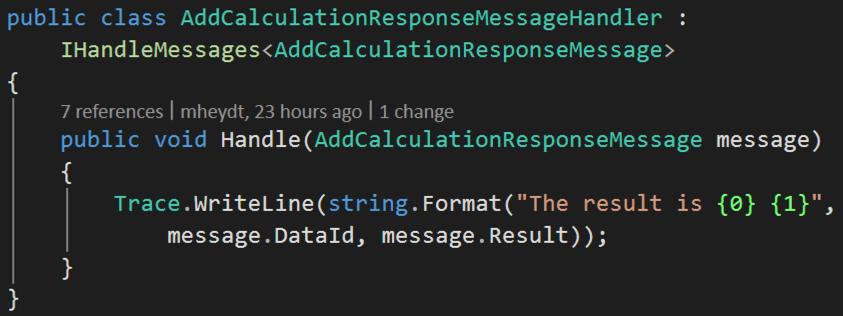 public class AddCalculationResponseMessageHandler :
    IHandleMessages<AddCalculationResponseMessage>
{
    7 references | mheydt, 23 hours ago | 1 change
    public void Handle(AddCalculationResponseMessage message)
    {
        Trace.WriteLine(string.Format("The result is {0} {1}",
            message.DataId, message.Result));
    }
}